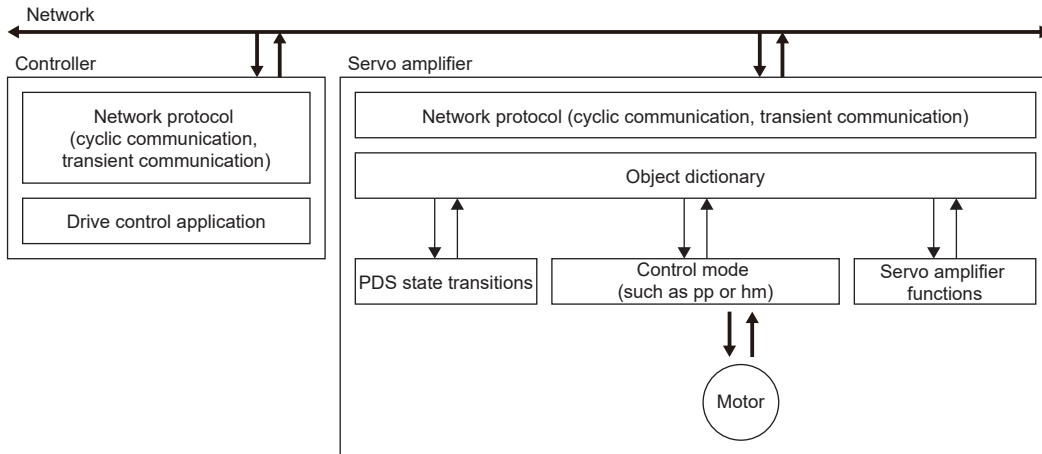 Network
Controller
Network protocol
(cyclic communication,
transient communication)
Drive control application
Servo amplifier
Network protocol (cyclic communication, transient communication)
Object dictionary
PDS state transitions
Control mode
(such as pp or hm)
Servo amplifier
functions
Motor